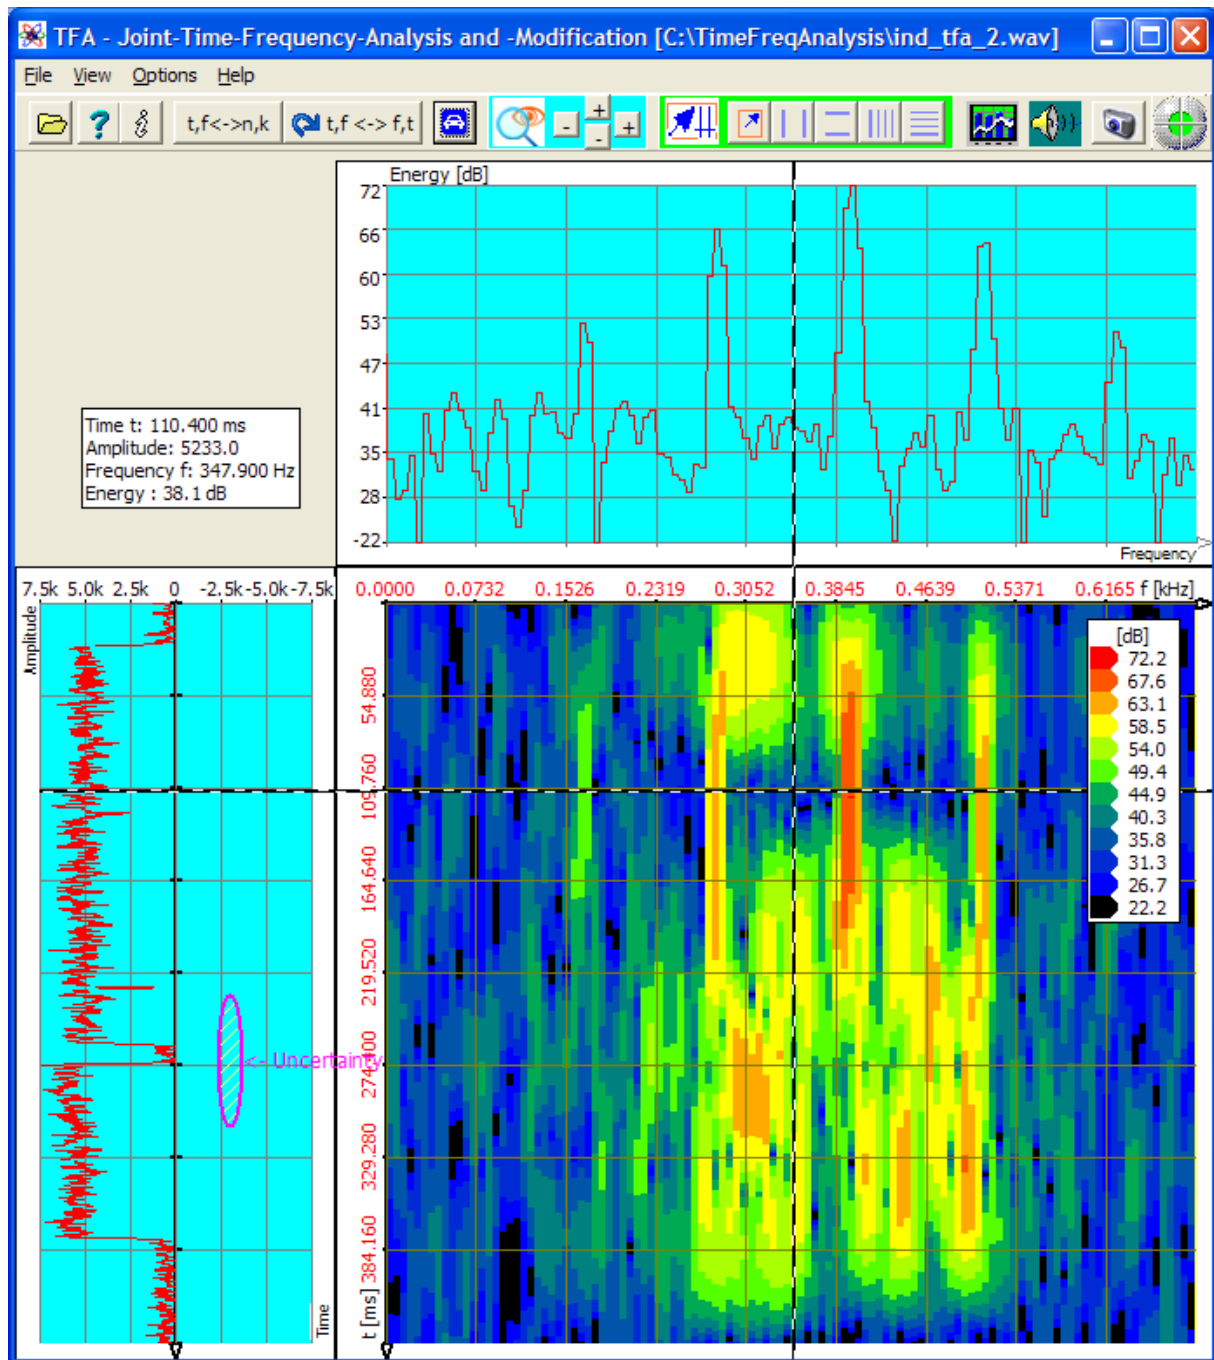 TFA - Joint-Time-Frequency-Analysis and -Modification [C:\TimeFreqAnalysis\ind_tfa_2.wav]
File View Options Help
t,f<->n,k t,f <-> f,t - + - +
Energy [dB]
72
66
60
53
47
41
35
28
-22
Frequency
Time t: 110.400 ms
Amplitude: 5233.0
Frequency f: 347.900 Hz
Energy : 38.1 dB
7.5k 5.0k 2.5k 0 -2.5k -5.0k -7.5k
Amplitude
Time
<- Uncertainty
0.0000 0.0732 0.1526 0.2319 0.3052 0.3845 0.4639 0.5371 0.6165 f [kHz]
54.880
109.760
164.640
219.520
274.400
329.280
384.160
t [ms]
[dB]
72.2
67.6
63.1
58.5
54.0
49.4
44.9
40.3
35.8
31.3
26.7
22.2